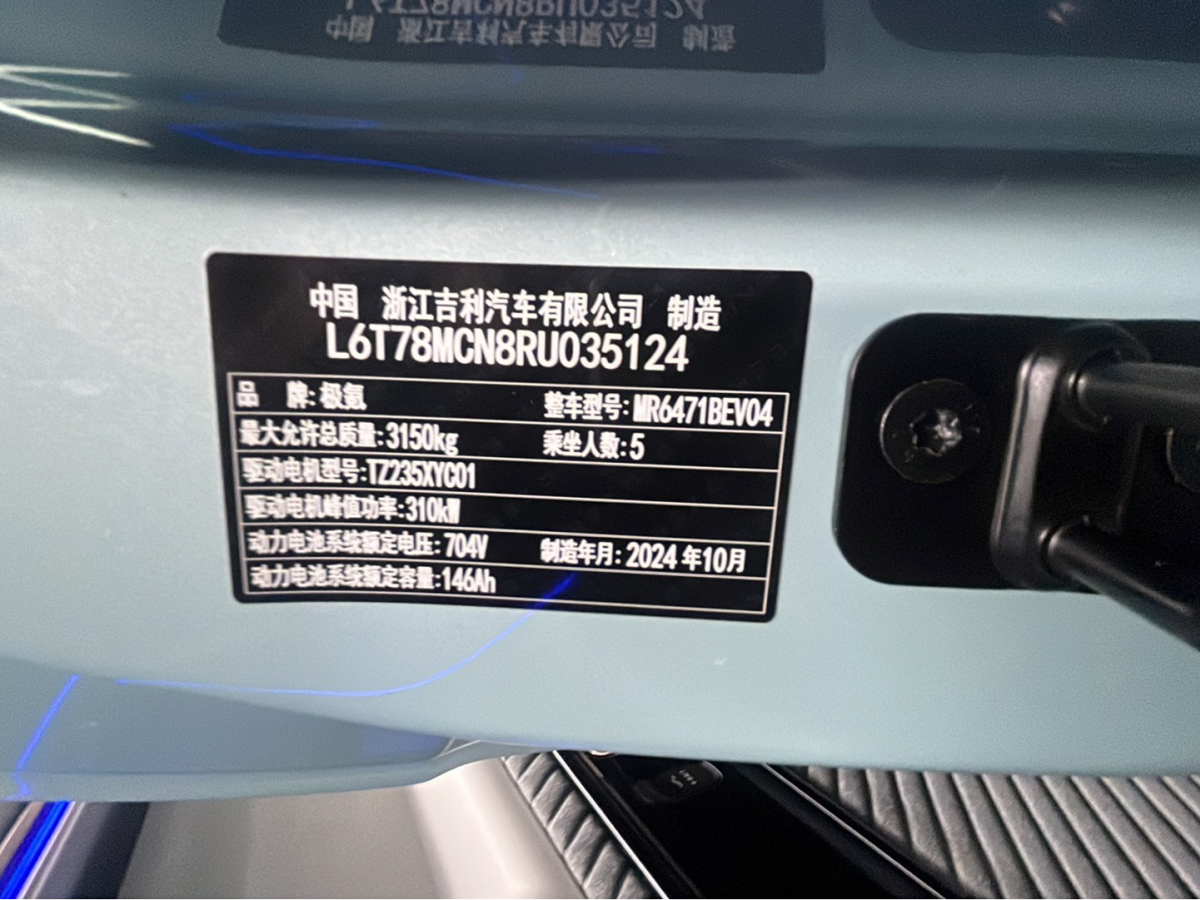 中国 浙江吉利汽车有限公司 制造
L6T78MCN8RU035124
品 牌:极氪 整车型号:MR6471BEV04
最大允许总质量:3150kg 乘坐人数:5
驱动电机型号:TZ235XYC01
驱动电机峰值功率:310kW
动力电池系统额定电压:704V 制造年月:2024年10月
动力电池系统额定容量:146Ah